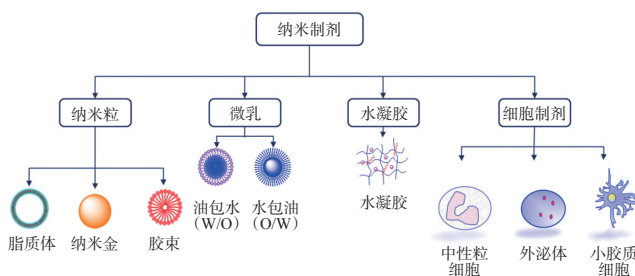 纳米制剂
纳米粒
微乳
水凝胶
细胞制剂
脂质体
纳米金
胶束
油包水
(W/O)
水包油
(O/W)
水凝胶
中性粒
细胞
外泌体
小胶质
细胞